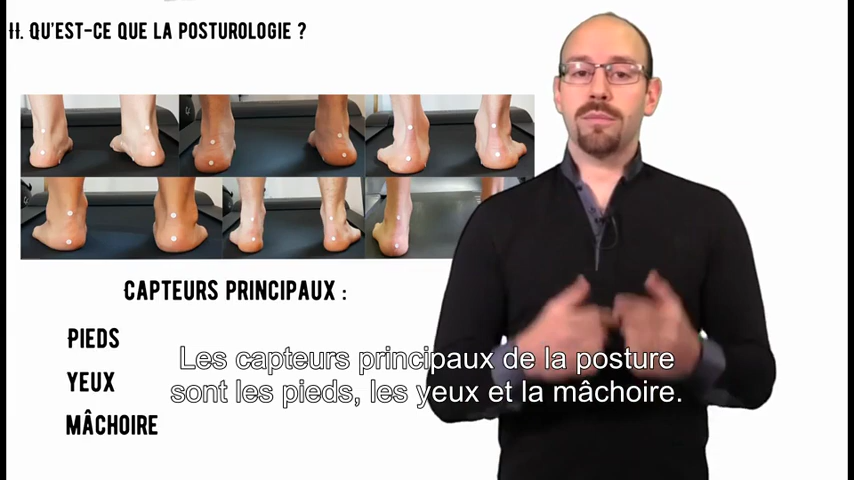 II. QU'EST-CE QUE LA POSTUROLOGIE ?
CAPTEURS PRINCIPAUX :
PIEDS
YEUX
MÂCHOIRE
Les capteurs principaux de la posture
sont les pieds, les yeux et la mâchoire.